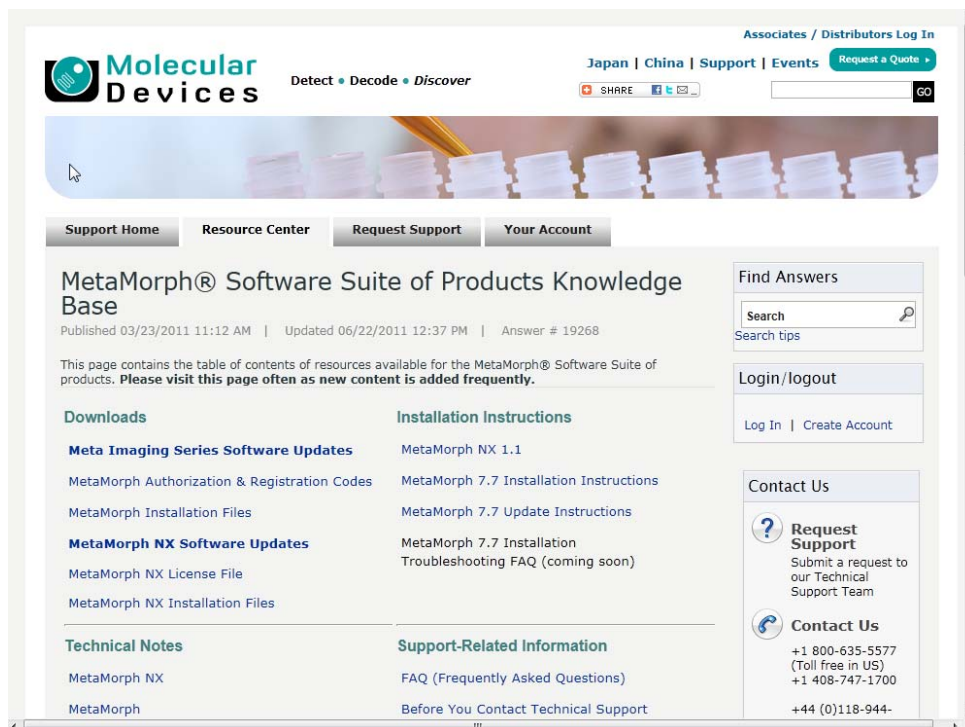 Associates / Distributors Log In
Molecular
Devices
Detect • Decode • Discover
Japan | China | Support | Events
Request a Quote
SHARE
GO
Support Home
Resource Center
Request Support
Your Account
MetaMorph® Software Suite of Products Knowledge
Base
Published 03/23/2011 11:12 AM | Updated 06/22/2011 12:37 PM | Answer # 19268
This page contains the table of contents of resources available for the MetaMorph® Software Suite of
products. Please visit this page often as new content is added frequently.
Downloads
Meta Imaging Series Software Updates
MetaMorph Authorization & Registration Codes
MetaMorph Installation Files
MetaMorph NX Software Updates
MetaMorph NX License File
MetaMorph NX Installation Files
Installation Instructions
MetaMorph NX 1.1
MetaMorph 7.7 Installation Instructions
MetaMorph 7.7 Update Instructions
MetaMorph 7.7 Installation
Troubleshooting FAQ (coming soon)
Technical Notes
MetaMorph NX
MetaMorph
Support-Related Information
FAQ (Frequently Asked Questions)
Before You Contact Technical Support
Find Answers
Search
Search tips
Login/logout
Log In | Create Account
Contact Us
Request
Support
Submit a request to
our Technical
Support Team
Contact Us
+1 800-635-5577
(Toll free in US)
+1 408-747-1700
+44 (0)118-944-